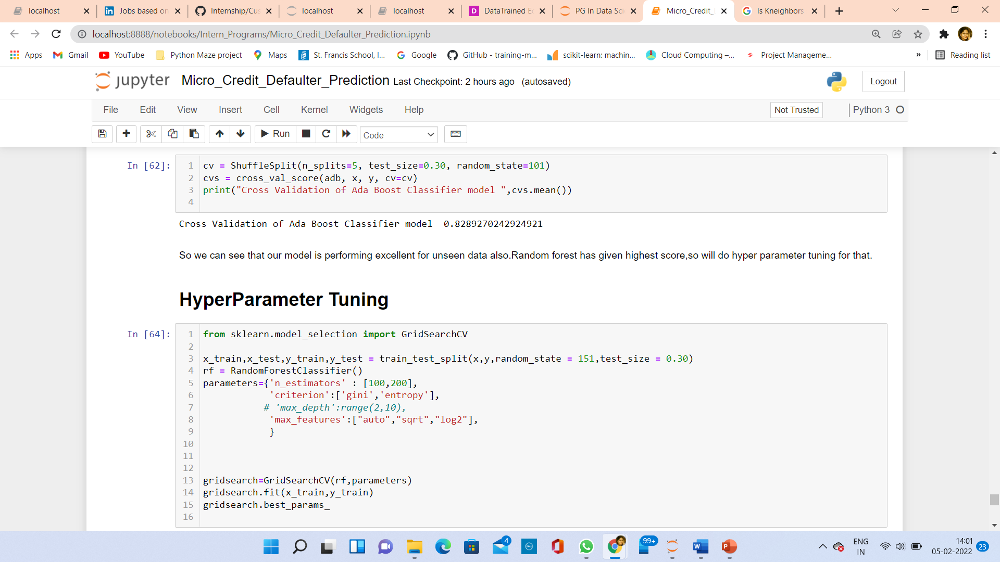 localhost
Jobs based on
Internship/Cus
localhost
localhost
DataTrained Ed
PG In Data Sci
Micro_Credit_D
Is Kneighbors
localhost:8888/notebooks/Intern_Programs/Micro_Credit_Defaulter_Prediction.ipynb
Apps
Gmail
YouTube
Python Maze project
Maps
St. Francis School, I...
Google
GitHub - training-m...
scikit-learn: machin...
Cloud Computing –...
Project Manageme...
»
Reading list
jupyter
Micro_Credit_Defaulter_Prediction Last Checkpoint: 2 hours ago (autosaved)
Logout
File Edit View Insert Cell Kernel Widgets Help
Not Trusted
Python 3
Run
Code
In [62]:
1 cv = ShuffleSplit(n_splits=5, test_size=0.30, random_state=101)
2 cvs = cross_val_score(adb, x, y, cv=cv)
3 print("Cross Validation of Ada Boost Classifier model ",cvs.mean())
4
Cross Validation of Ada Boost Classifier model  0.8289270242924921
So we can see that our model is performing excellent for unseen data also.Random forest has given highest score,so will do hyper parameter tuning for that.
HyperParameter Tuning
In [64]:
1 from sklearn.model_selection import GridSearchCV
2
3 x_train,x_test,y_train,y_test = train_test_split(x,y,random_state = 151,test_size = 0.30)
4 rf = RandomForestClassifier()
5 parameters={'n_estimators' : [100,200],
6 'criterion':['gini','entropy'],
7 # 'max_depth':range(2,10),
8 'max_features':["auto","sqrt","log2"],
9 }
10
11
12
13 gridsearch=GridSearchCV(rf,parameters)
14 gridsearch.fit(x_train,y_train)
15 gridsearch.best_params_
16
4
DELL
99+
W
P
ENG
IN
14:01
05-02-2022
23